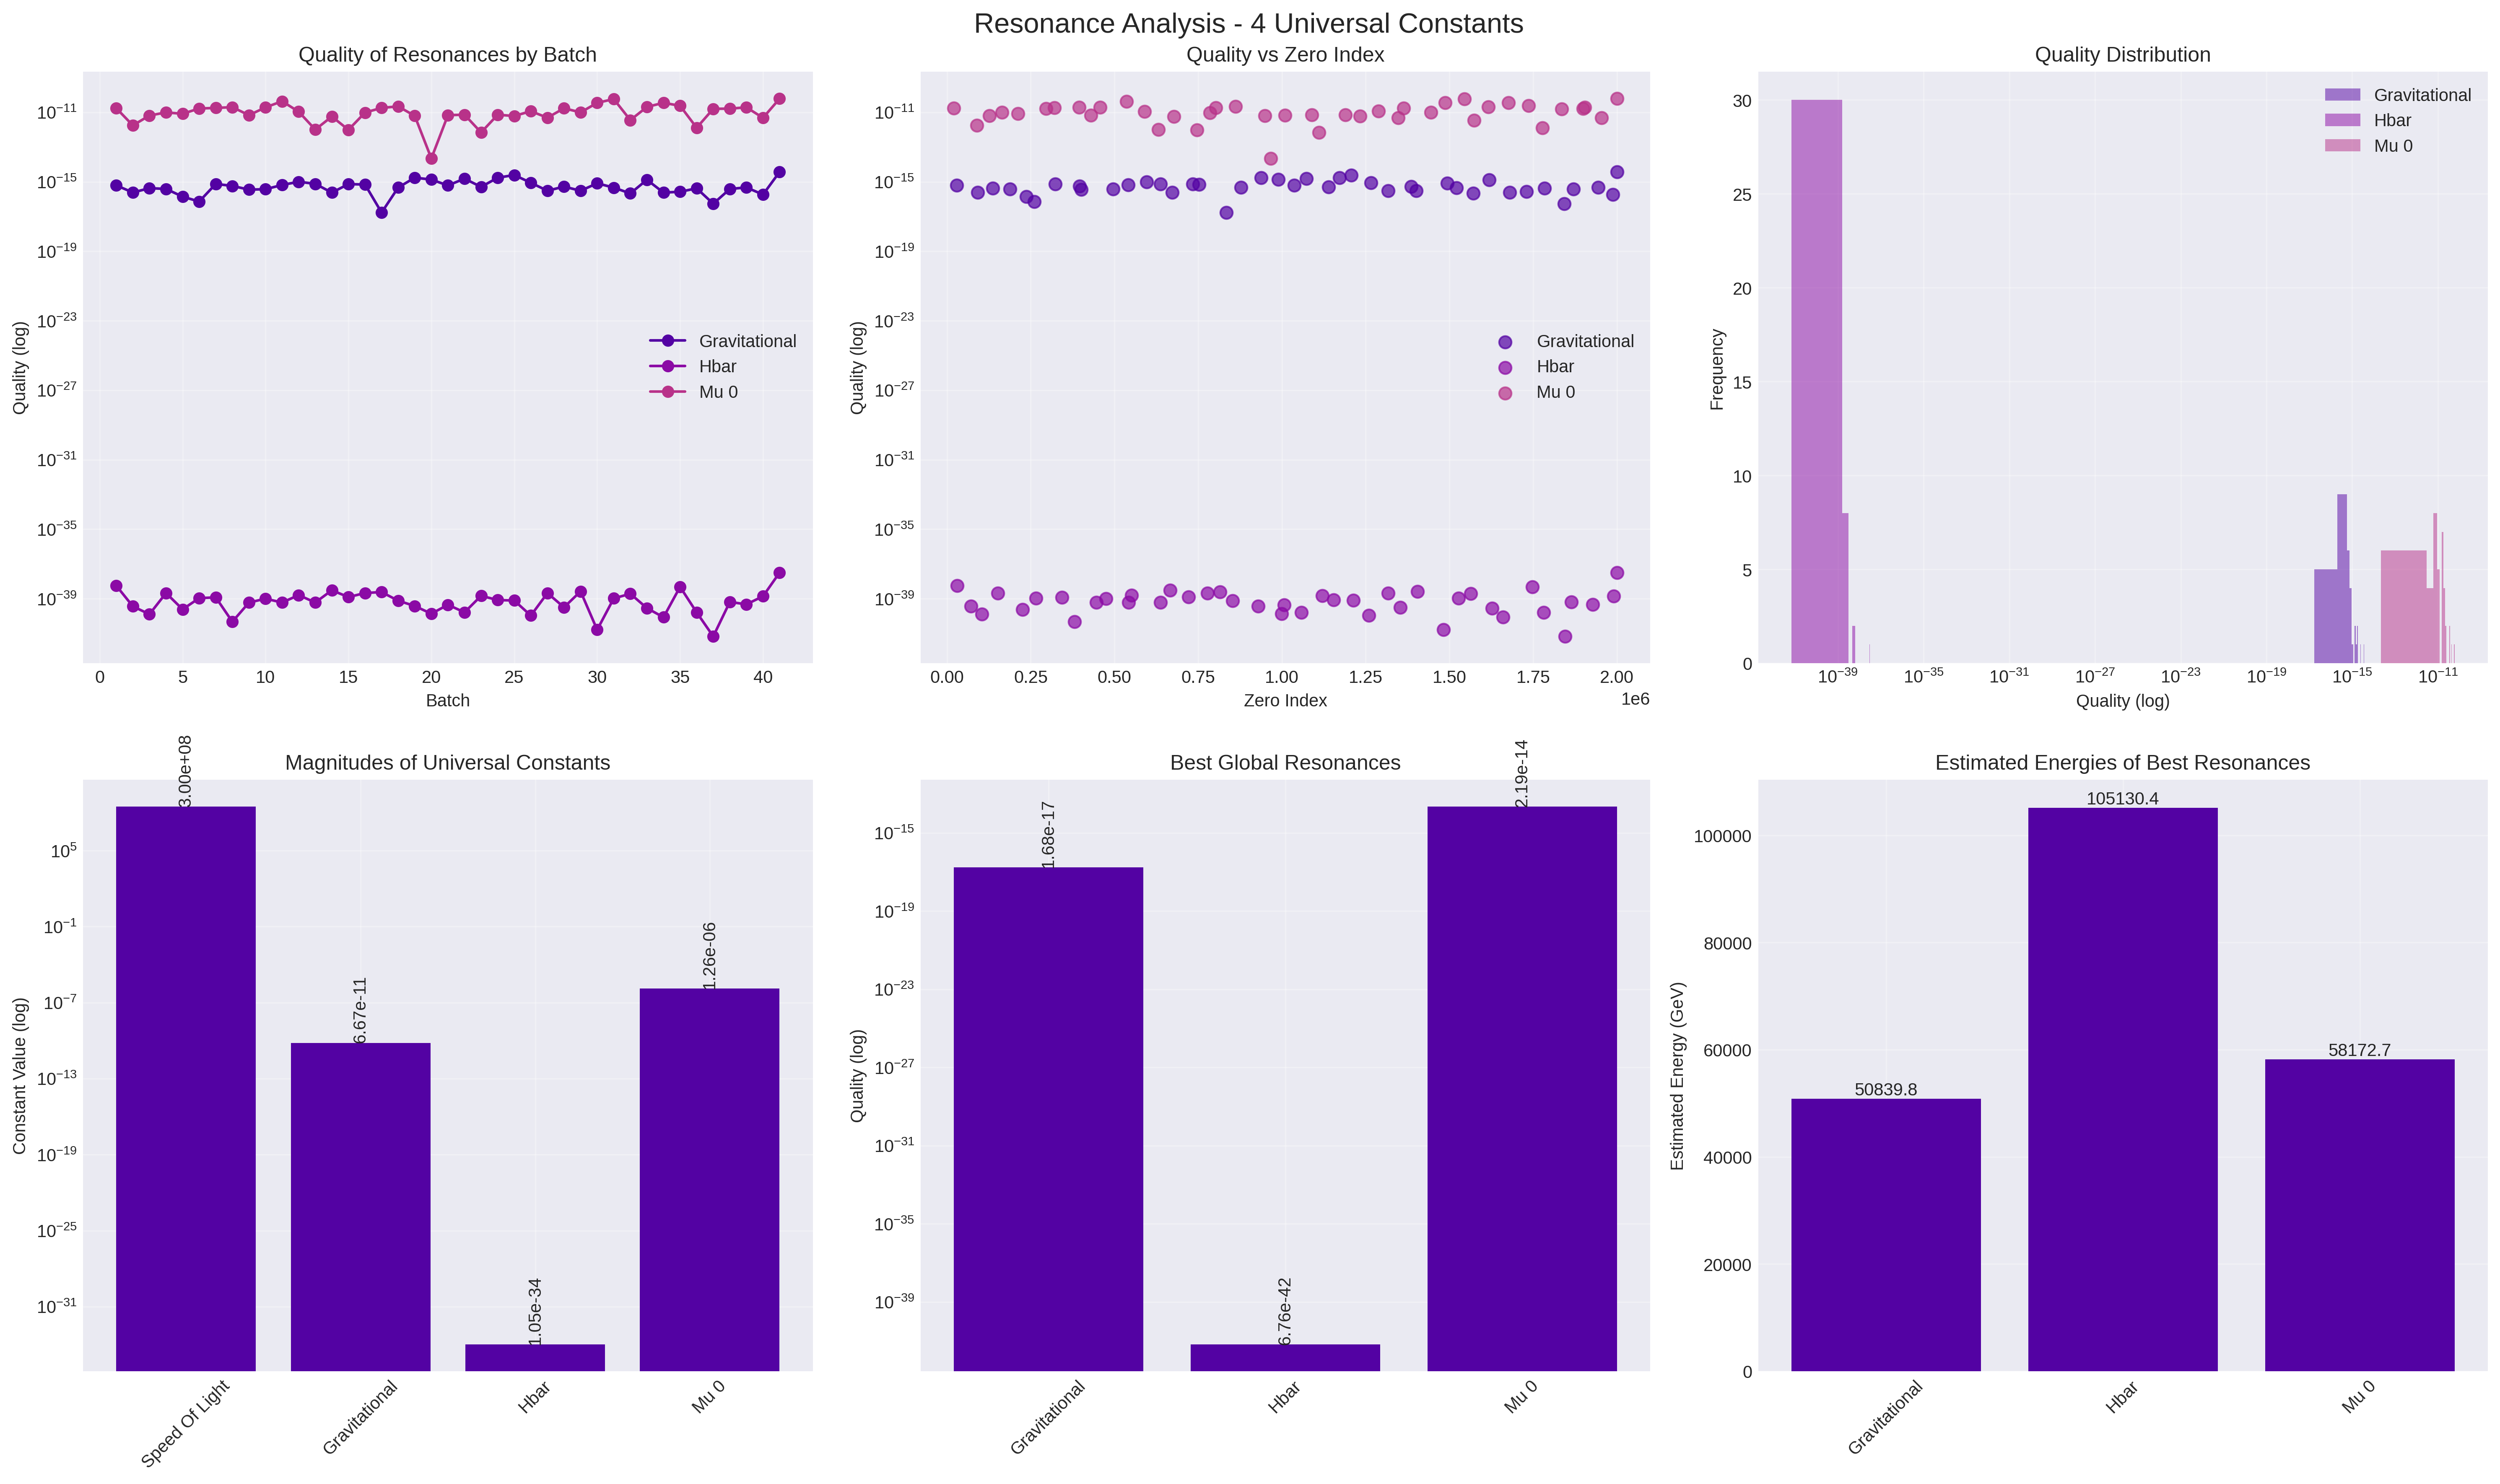 Resonance Analysis - 4 Universal Constants
Quality of Resonances by Batch
Quality (log)
10⁻¹¹
10⁻¹⁵
10⁻¹⁹
10⁻²³
10⁻²⁷
10⁻³¹
10⁻³⁵
10⁻³⁹
Gravitational
Hbar
Mu 0
0 5 10 15 20 25 30 35 40
Batch
Quality vs Zero Index
Quality (log)
10⁻¹¹
10⁻¹⁵
10⁻¹⁹
10⁻²³
10⁻²⁷
10⁻³¹
10⁻³⁵
10⁻³⁹
Gravitational
Hbar
Mu 0
0.00 0.25 0.50 0.75 1.00 1.25 1.50 1.75 2.00
1e6
Zero Index
Quality Distribution
Frequency
30
25
20
15
10
5
0
Gravitational
Hbar
Mu 0
10⁻³⁹ 10⁻³⁵ 10⁻³¹ 10⁻²⁷ 10⁻²³ 10⁻¹⁹ 10⁻¹⁵ 10⁻¹¹
Quality (log)
Magnitudes of Universal Constants
Constant Value (log)
10⁵
10⁻¹
10⁻⁷
10⁻¹³
10⁻¹⁹
10⁻²⁵
10⁻³¹
3.00e+08
6.67e-11
1.05e-34
1.26e-06
Speed Of Light
Gravitational
Hbar
Mu 0
Best Global Resonances
Quality (log)
10⁻¹⁵
10⁻¹⁹
10⁻²³
10⁻²⁷
10⁻³¹
10⁻³⁵
10⁻³⁹
1.68e-17
6.76e-42
2.19e-14
Gravitational
Hbar
Mu 0
Estimated Energies of Best Resonances
Estimated Energy (GeV)
100000
80000
60000
40000
20000
0
50839.8
105130.4
58172.7
Gravitational
Hbar
Mu 0